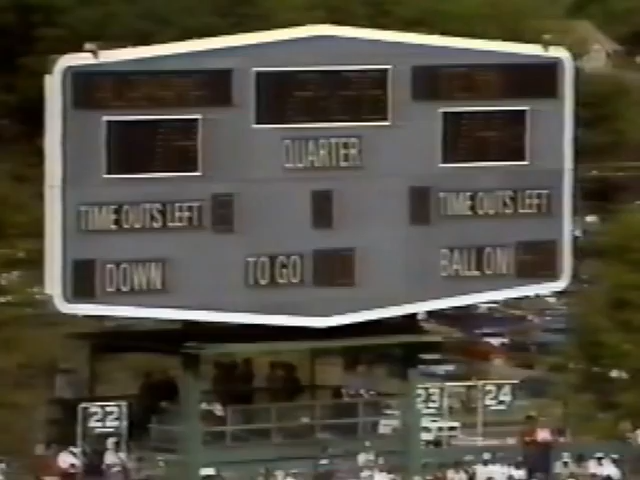 QUARTER
TIME OUTS LEFT
TIME OUTS LEFT
DOWN
TO GO
BALL ON
22
23
24